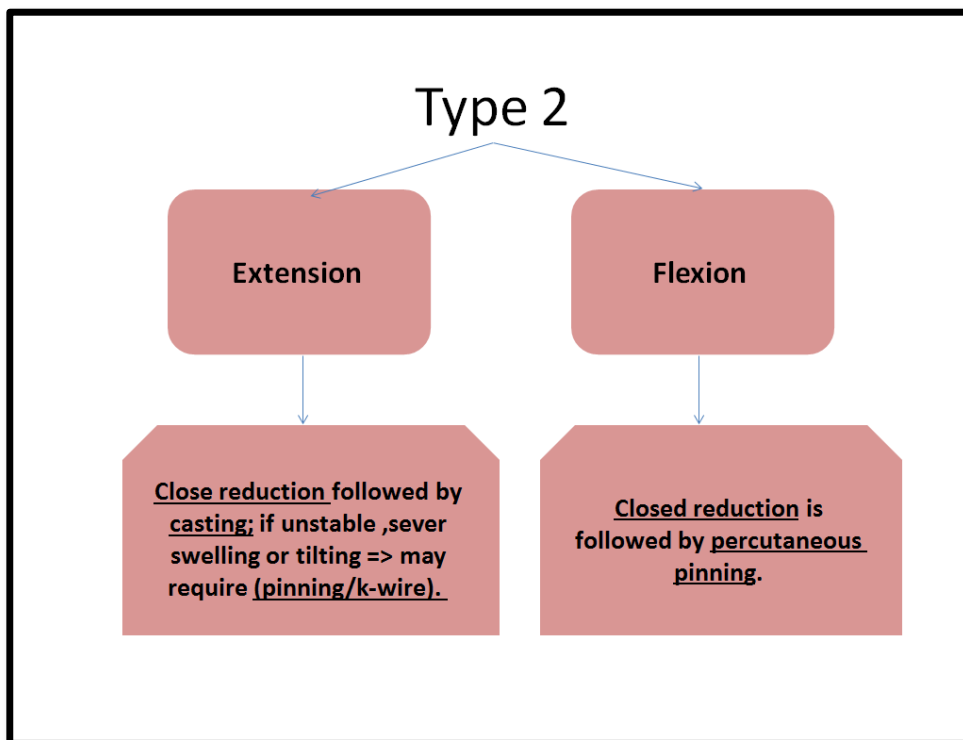 Type 2
Extension
Flexion
Close reduction followed by
casting; if unstable ,sever
swelling or tilting => may
require (pinning/k-wire).
Closed reduction is
followed by percutaneous
pinning.